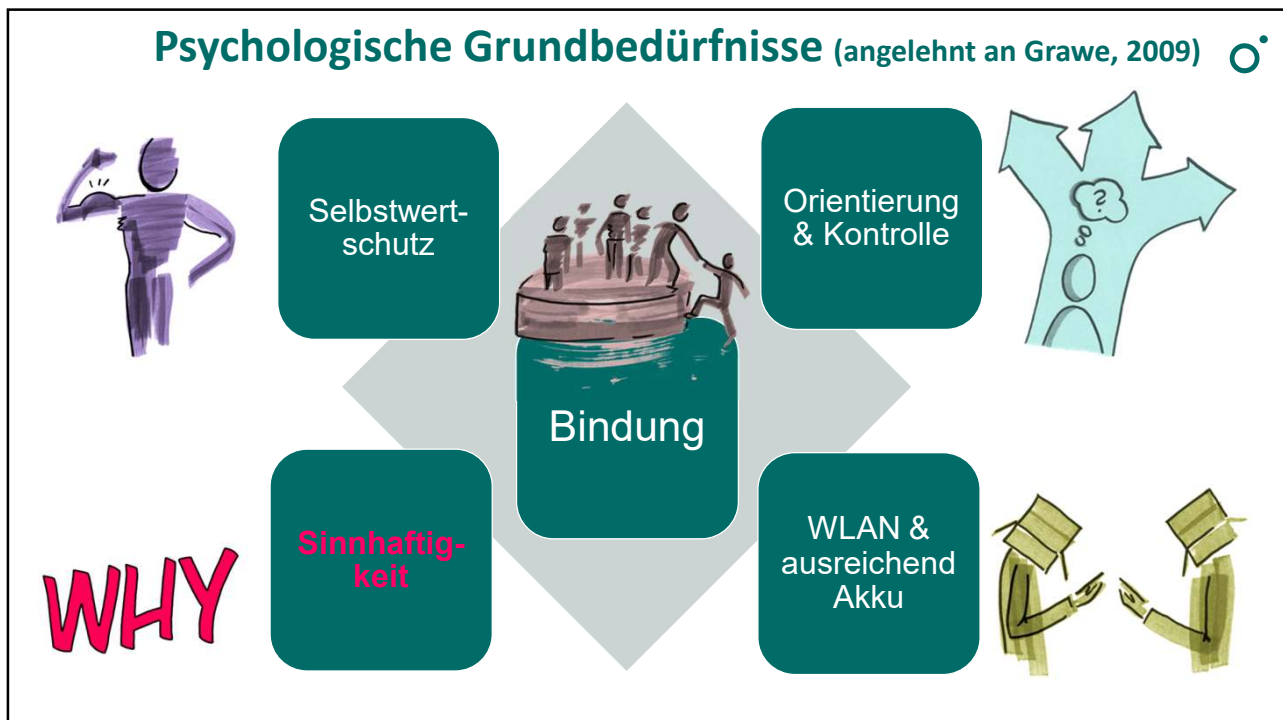 Psychologische Grundbedürfnisse (angelehnt an Grawe, 2009)
Selbstwert-
schutz
Orientierung
& Kontrolle
?
Bindung
Sinnhaftig-
keit
WHY
WLAN &
ausreichend
Akku